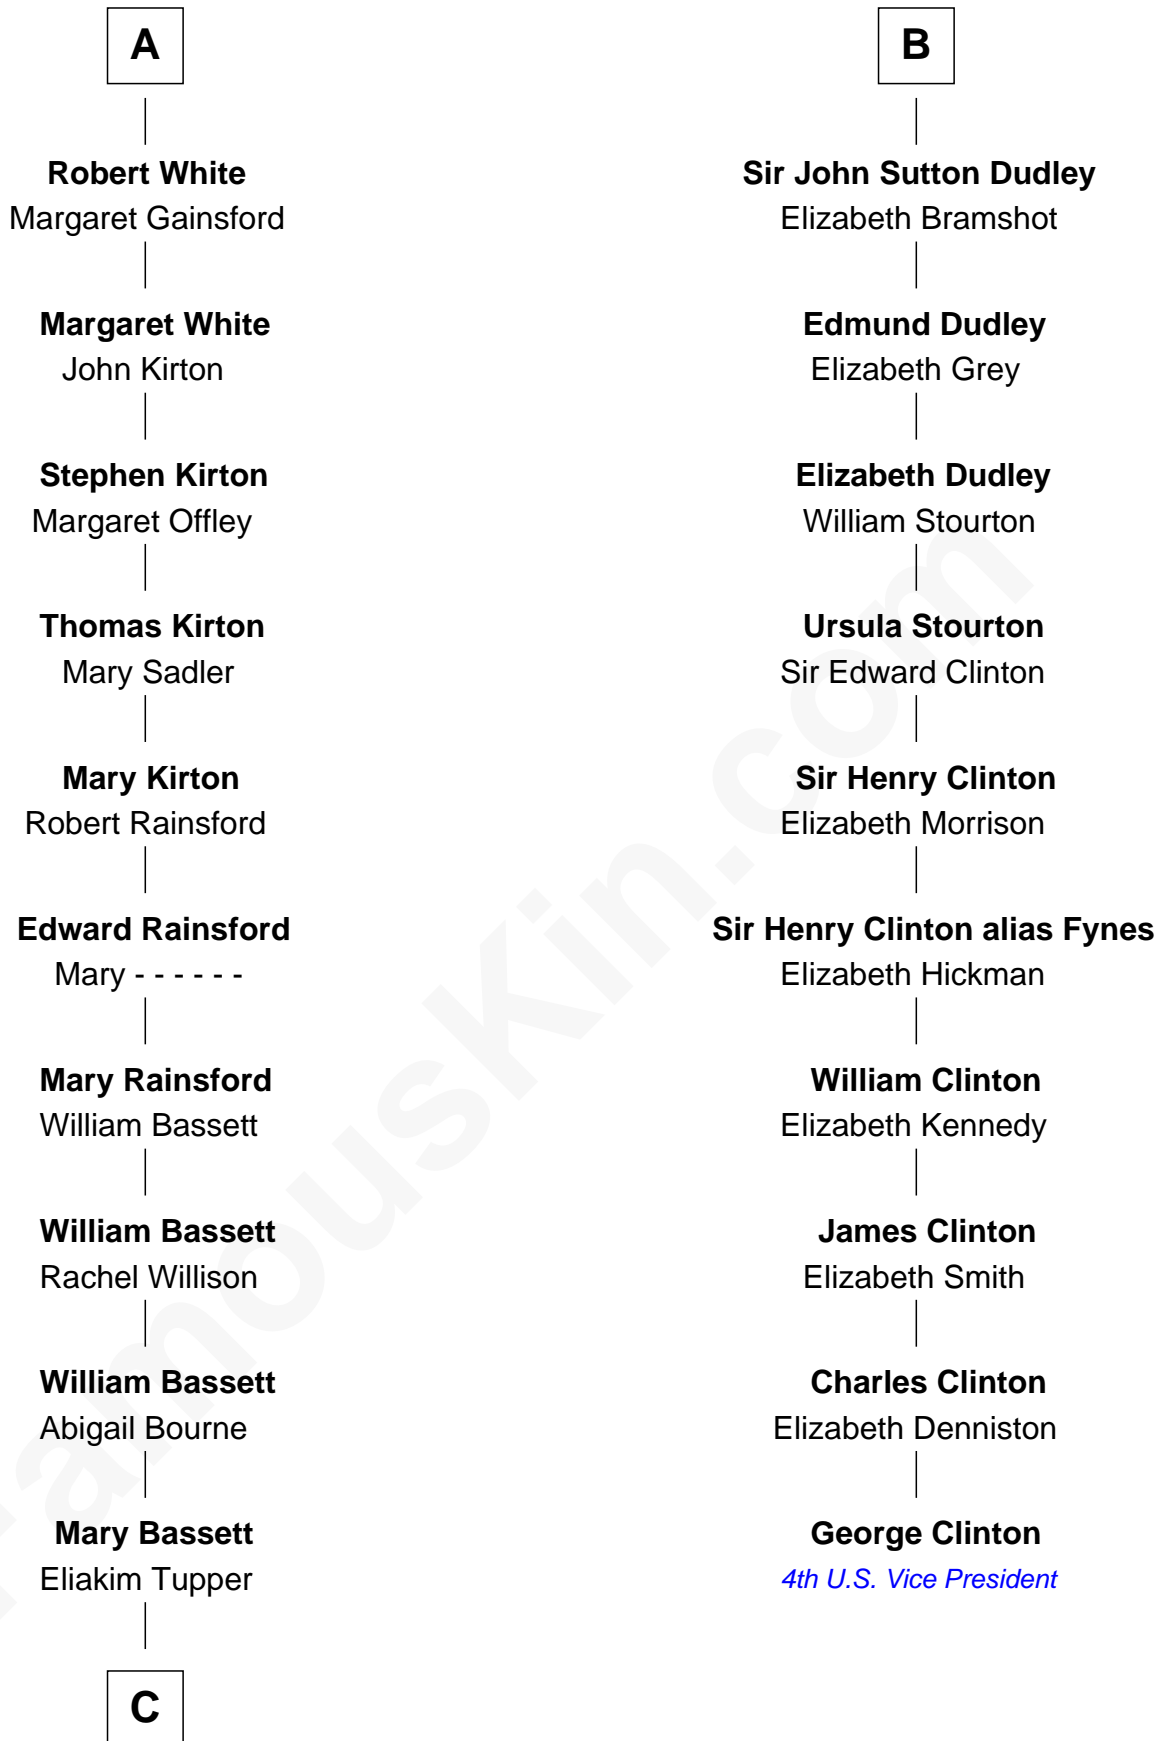 A
Robert White
Margaret Gainsford
Margaret White
John Kirton
Stephen Kirton
Margaret Offley
Thomas Kirton
Mary Sadler
Mary Kirton
Robert Rainsford
Edward Rainsford
Mary - - - - - -
Mary Rainsford
William Bassett
William Bassett
Rachel Willison
William Bassett
Abigail Bourne
Mary Bassett
Eliakim Tupper
C
B
Sir John Sutton Dudley
Elizabeth Bramshot
Edmund Dudley
Elizabeth Grey
Elizabeth Dudley
William Stourton
Ursula Stourton
Sir Edward Clinton
Sir Henry Clinton
Elizabeth Morrison
Sir Henry Clinton alias Fynes
Elizabeth Hickman
William Clinton
Elizabeth Kennedy
James Clinton
Elizabeth Smith
Charles Clinton
Elizabeth Denniston
George Clinton
4th U.S. Vice President
FamousKin.com